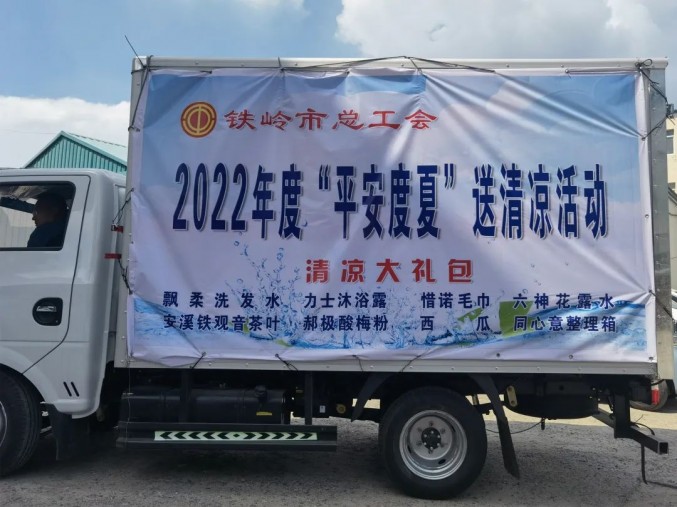 铁岭市总工会
2022年度“平安度夏”送清凉活动
清凉大礼包
飘柔洗发水 力士沐浴露 惜诺毛巾 六神花露水
安溪铁观音茶叶 郝极酸梅粉 西瓜 同心意整理箱